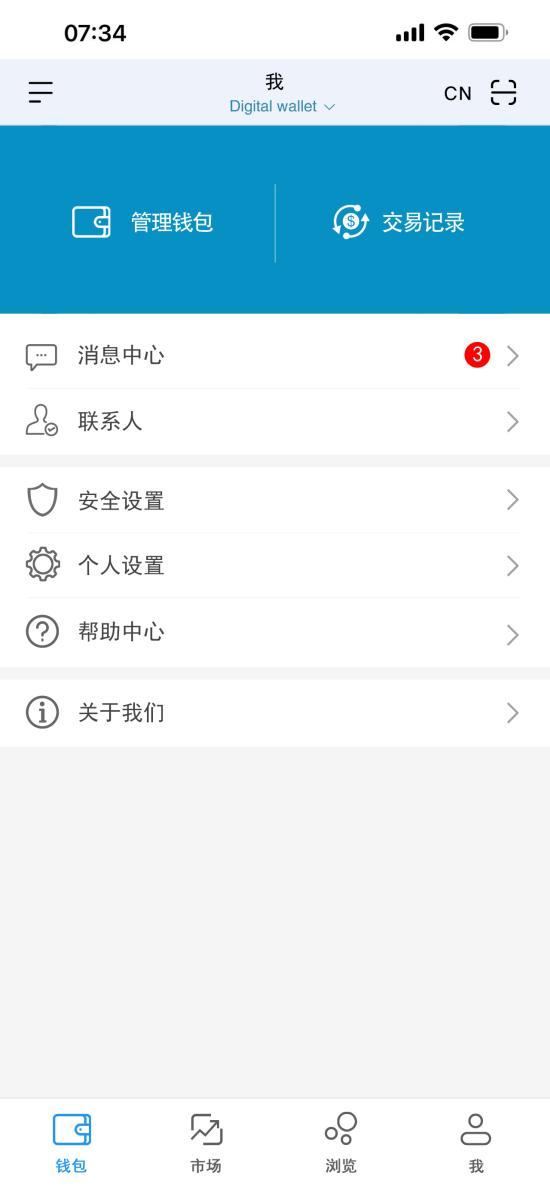 07:34
我
Digital wallet
CN
管理钱包
交易记录
消息中心
3
联系人
安全设置
个人设置
帮助中心
关于我们
钱包
市场
浏览
我